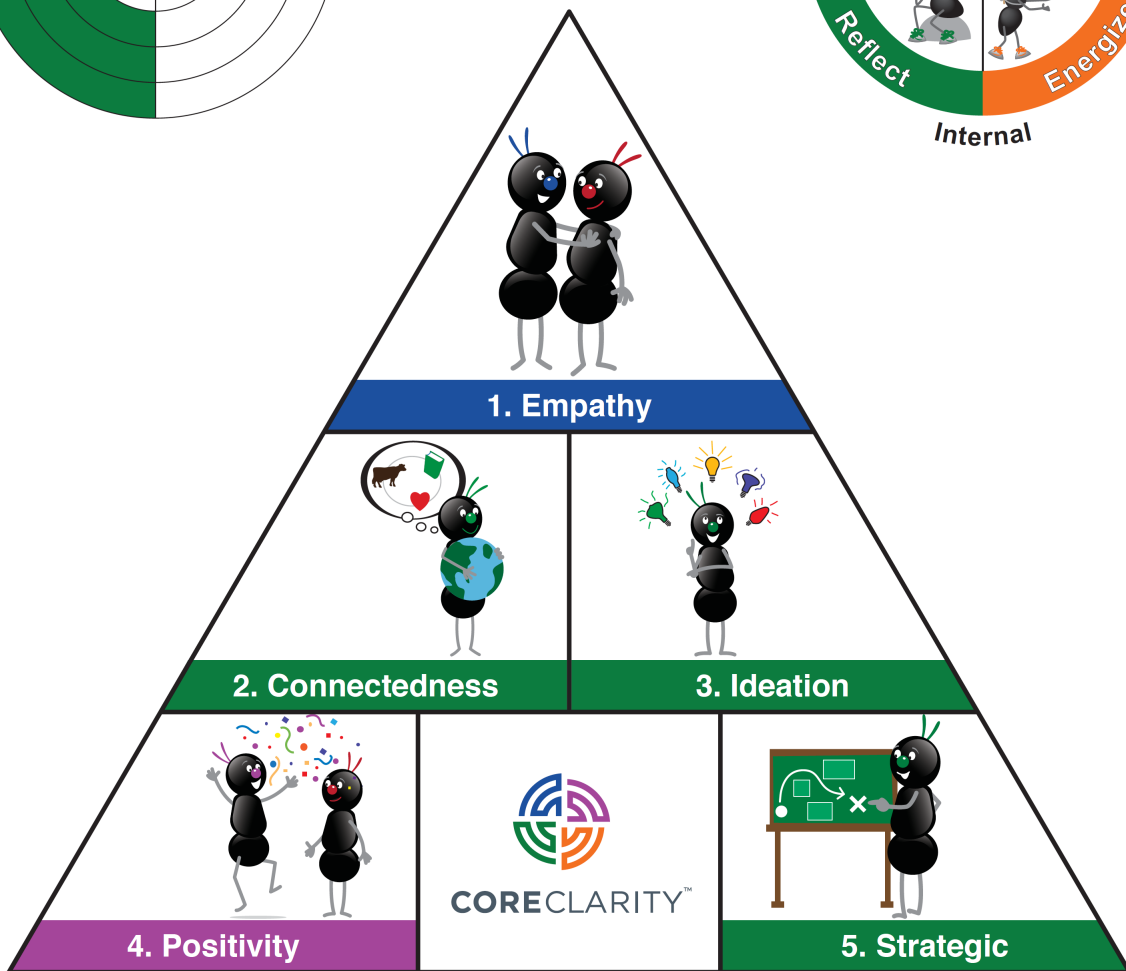 Reflect
Energize
Internal
1. Empathy
2. Connectedness
3. Ideation
4. Positivity
CORECLARITY™
5. Strategic